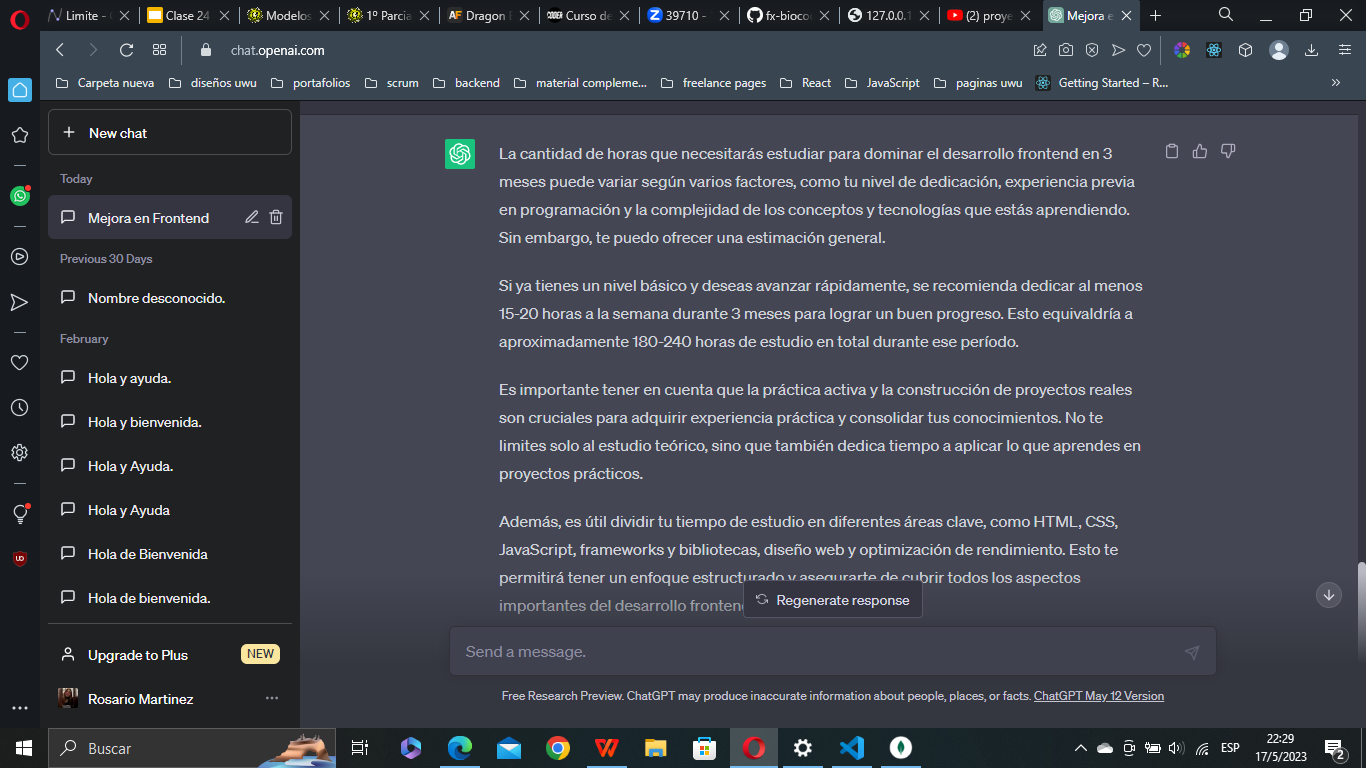 Limite - C
Clase 24
Modelos
1º Parcia
Dragon
Curso de
39710 -
fx-bioco
127.0.0.1
(2) proye
Mejora e
chat.openai.com
Carpeta nueva
diseños uwu
portafolios
scrum
backend
material compleme...
freelance pages
React
JavaScript
paginas uwu
Getting Started – R...
New chat
Today
Mejora en Frontend
Previous 30 Days
Nombre desconocido.
February
Hola y ayuda.
Hola y bienvenida.
Hola y Ayuda.
Hola y Ayuda
Hola de Bienvenida
Hola de bienvenida.
Upgrade to Plus NEW
Rosario Martinez
La cantidad de horas que necesitarás estudiar para dominar el desarrollo frontend en 3
meses puede variar según varios factores, como tu nivel de dedicación, experiencia previa
en programación y la complejidad de los conceptos y tecnologías que estás aprendiendo.
Sin embargo, te puedo ofrecer una estimación general.
Si ya tienes un nivel básico y deseas avanzar rápidamente, se recomienda dedicar al menos
15-20 horas a la semana durante 3 meses para lograr un buen progreso. Esto equivaldría a
aproximadamente 180-240 horas de estudio en total durante ese período.
Es importante tener en cuenta que la práctica activa y la construcción de proyectos reales
son cruciales para adquirir experiencia práctica y consolidar tus conocimientos. No te
limites solo al estudio teórico, sino que también dedica tiempo a aplicar lo que aprendes en
proyectos prácticos.
Además, es útil dividir tu tiempo de estudio en diferentes áreas clave, como HTML, CSS,
JavaScript, frameworks y bibliotecas, diseño web y optimización de rendimiento. Esto te
permitirá tener un enfoque estructurado y asegurarte de cubrir todos los aspectos
importantes del desarrollo frontend
Regenerate response
Send a message.
Free Research Preview. ChatGPT may produce inaccurate information about people, places, or facts. ChatGPT May 12 Version
Buscar
ESP
22:29
17/5/2023
2